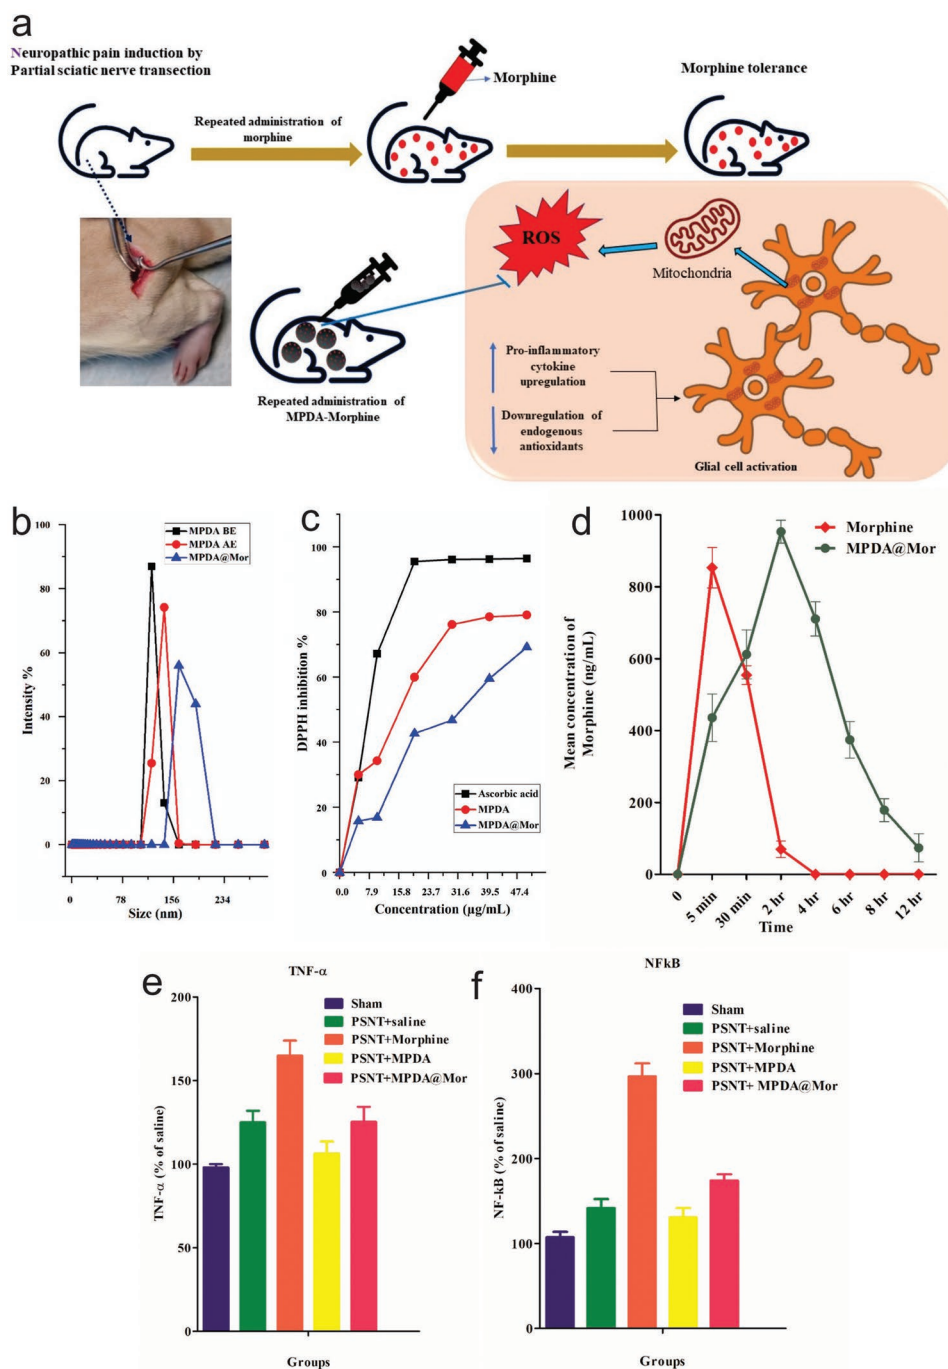 a
Neuropathic pain induction by
Partial sciatic nerve transection
Morphine
Morphine tolerance
Repeated administration of
morphine
ROS
Mitochondria
Pro-inflammatory
cytokine
upregulation
Repeated administration of
MPDA-Morphine
Downregulation of
endogenous
antioxidants
Glial cell activation
b
MPDA BE
MPDA AE
MPDA@Mor
Intensity %
100
80
60
40
20
0
0
78
156
234
Size (nm)
c
DPPH inhibition %
100
80
60
40
20
0
Ascorbic acid
MPDA
MPDA@Mor
0.0
7.9
15.8
23.7
31.6
39.5
47.4
Concentration (µg/mL)
d
Morphine
MPDA@Mor
Mean concentration of
Morphine (ng/mL)
1000
800
600
400
200
0
0
5 min
30 min
2 hr
4 hr
6 hr
8 hr
12 hr
Time
e
TNF-α
Sham
PSNT+saline
PSNT+Morphine
PSNT+MPDA
PSNT+MPDA@Mor
TNF-α (% of saline)
200
150
100
50
0
Groups
f
NFkB
Sham
PSNT+saline
PSNT+Morphine
PSNT+MPDA
PSNT+ MPDA@Mor
NF-kB (% of saline)
400
300
200
100
0
Groups